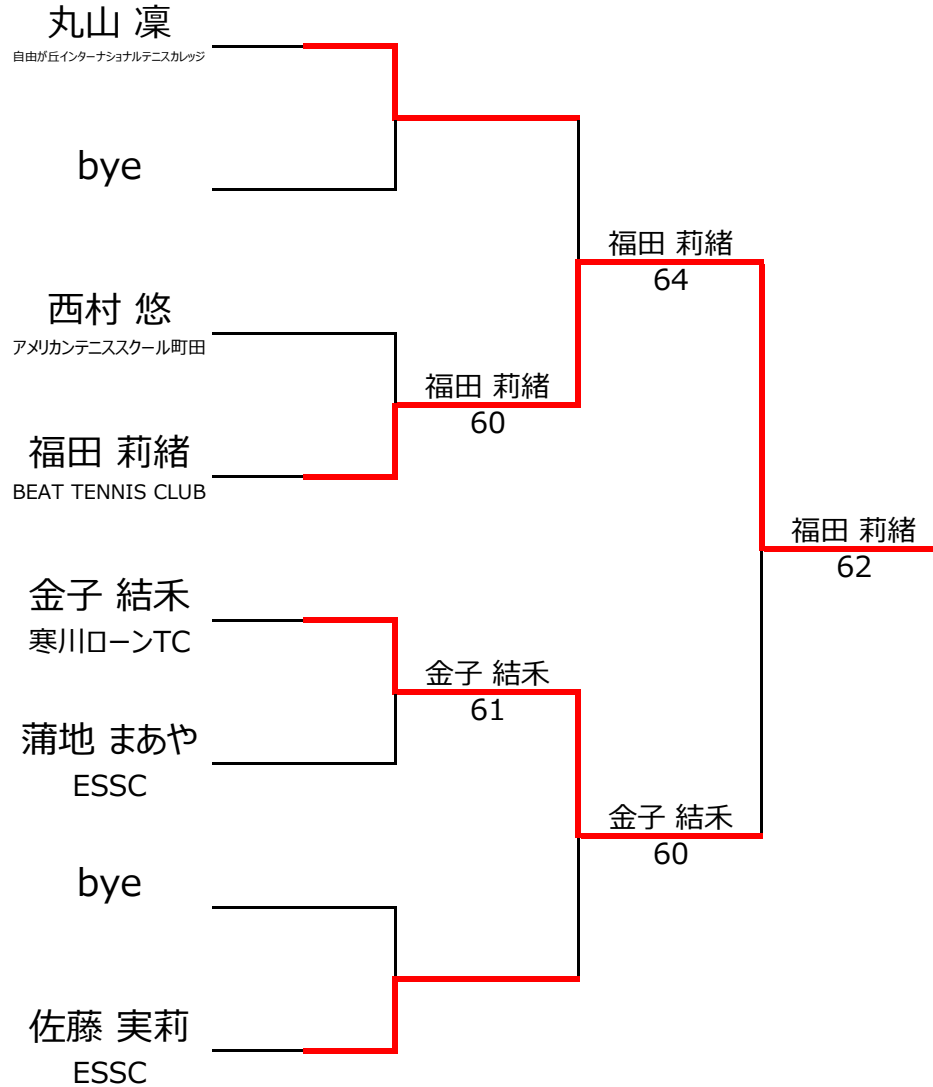 丸山 凜
自由が丘インターナショナルテニスカレッジ
bye
西村 悠
アメリカンテニススクール町田
福田 莉緒
BEAT TENNIS CLUB
金子 結禾
寒川ローンTC
蒲地 まあや
ESSC
bye
佐藤 実莉
ESSC
福田 莉緒
60
金子 結禾
61
福田 莉緒
64
金子 結禾
60
福田 莉緒
62